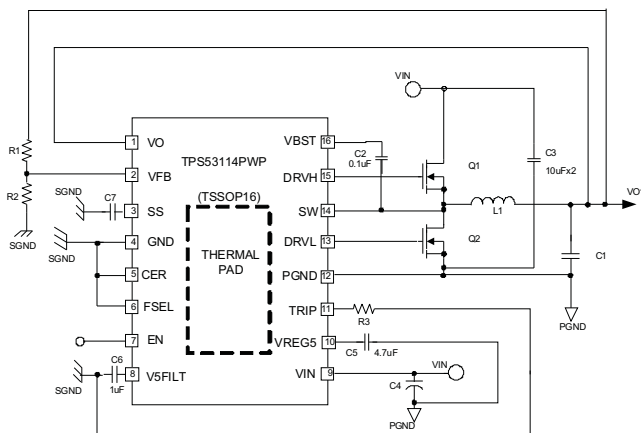 VIN
R1
1 VO
VBST 16
C2
0.1uF
Q1
C3
10uFx2
TPS53114PWP
2 VFB
DRVH 15
R2
SGND
C7
(TSSOP16)
3 SS
SW 14
L1
VO
SGND
4 GND
DRVL 13
Q2
SGND
THERMAL
PAD
C1
5 CER
PGND 12
6 FSEL
TRIP 11
R3
PGND
7 EN
VREG5 10
C5 4.7uF
C6
1uF
8 V5FILT
VIN 9
VIN
SGND
C4
PGND